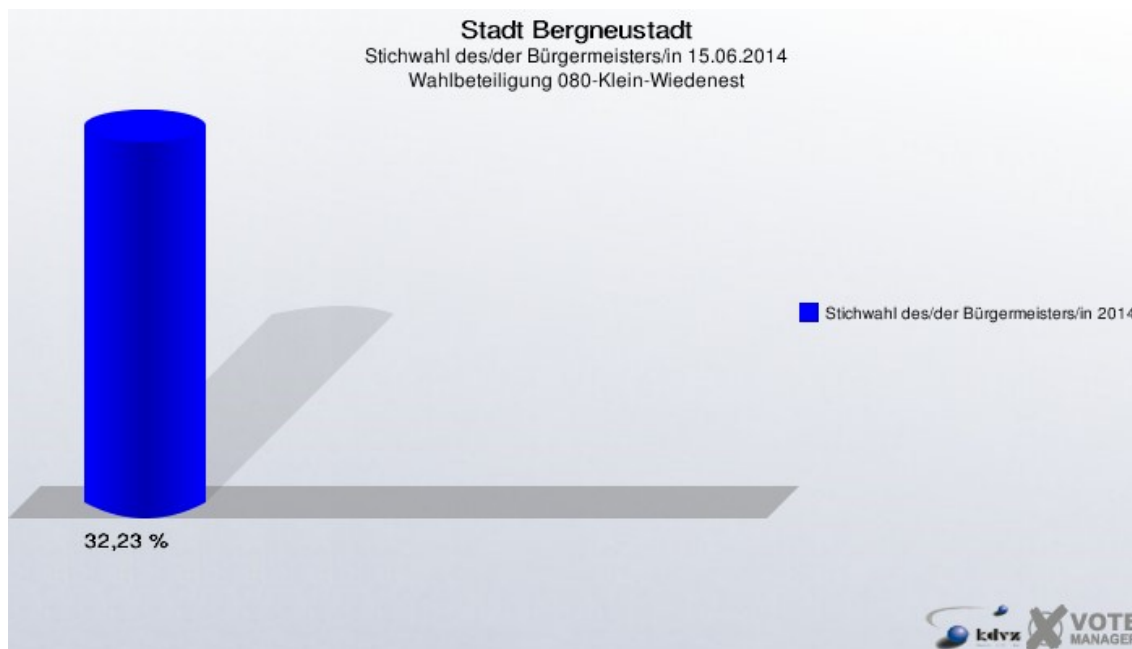 Stadt Bergneustadt
Stichwahl des/der Bürgermeisters/in 15.06.2014
Wahlbeteiligung 080-Klein-Wiedenest
Stichwahl des/der Bürgermeisters/in 2014
32,23 %
kdvz
VOTE
MANAGER